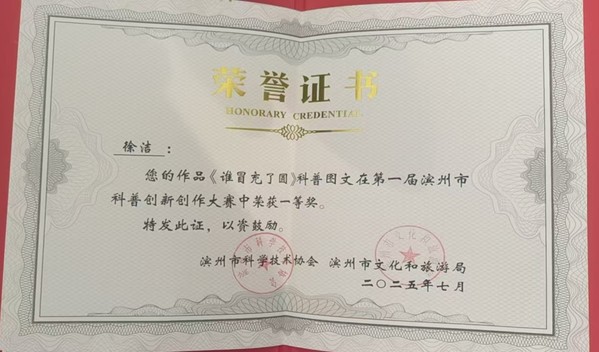 荣誉证书
HONORARY CREDENTIAL
徐洁 ：
您的作品《谁冒充了圆》科普图文在第一届滨州市
科普创新创作大赛中荣获一等奖。
特发此证，以资鼓励。
滨州市科学技术协会 滨州市文化和旅游局
二〇二五年七月